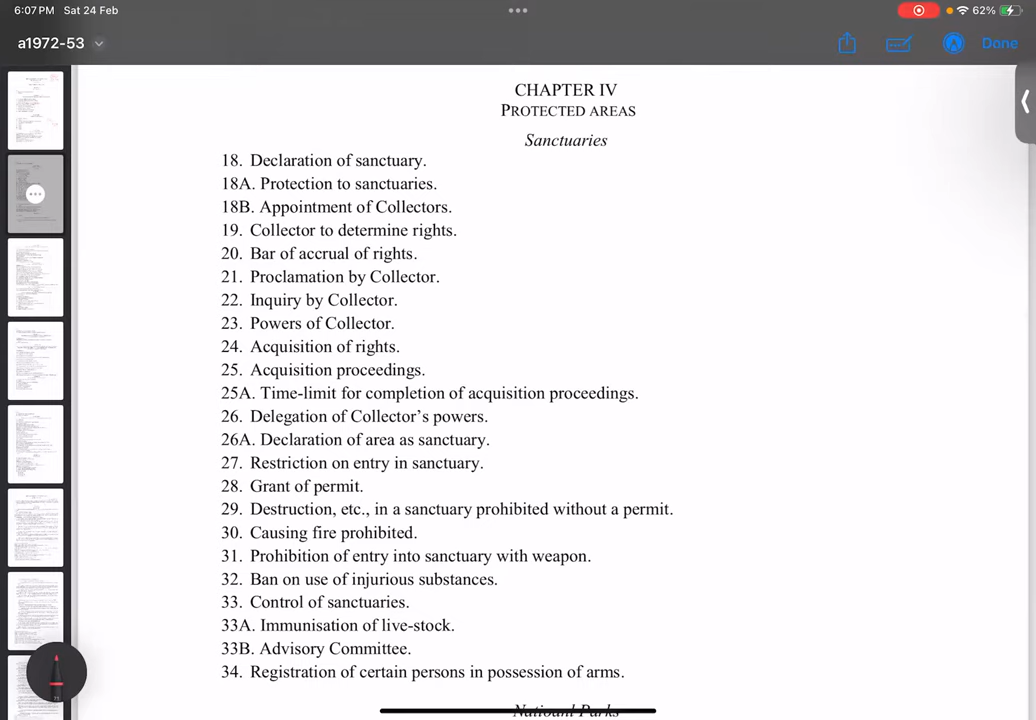 6:07 PM Sat 24 Feb
62%
a1972-53
Done
CHAPTER IV
PROTECTED AREAS
Sanctuaries
18. Declaration of sanctuary.
18A. Protection to sanctuaries.
18B. Appointment of Collectors.
19. Collector to determine rights.
20. Bar of accrual of rights.
21. Proclamation by Collector.
22. Inquiry by Collector.
23. Powers of Collector.
24. Acquisition of rights.
25. Acquisition proceedings.
25A. Time-limit for completion of acquisition proceedings.
26. Delegation of Collector’s powers.
26A. Declaration of area as sanctuary.
27. Restriction on entry in sanctuary.
28. Grant of permit.
29. Destruction, etc., in a sanctuary prohibited without a permit.
30. Causing fire prohibited.
31. Prohibition of entry into sanctuary with weapon.
32. Ban on use of injurious substances.
33. Control of sanctuaries.
33A. Immunisation of live-stock.
33B. Advisory Committee.
34. Registration of certain persons in possession of arms.
National Parks